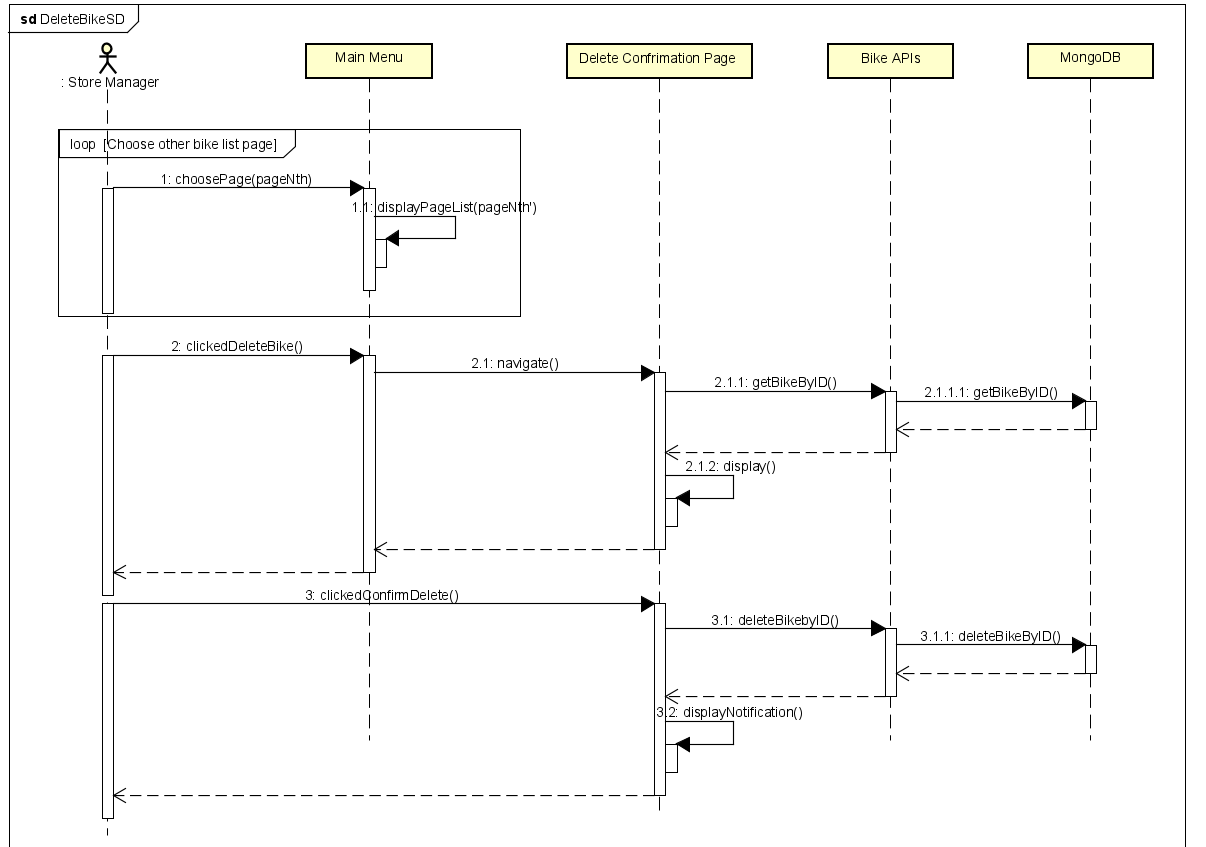 sd DeleteBikeSD
: Store Manager
Main Menu
Delete Confrimation Page
Bike APIs
MongoDB
loop [Choose other bike list page]
1: choosePage(pageNth)
1.1: displayPageList(pageNth')
2: clickedDeleteBike()
2.1: navigate()
2.1.1: getBikeByID()
2.1.1.1: getBikeByID()
2.1.2: display()
3: clickedConfirmDelete()
3.1: deleteBikebyID()
3.1.1: deleteBikeByID()
3.2: displayNotification()